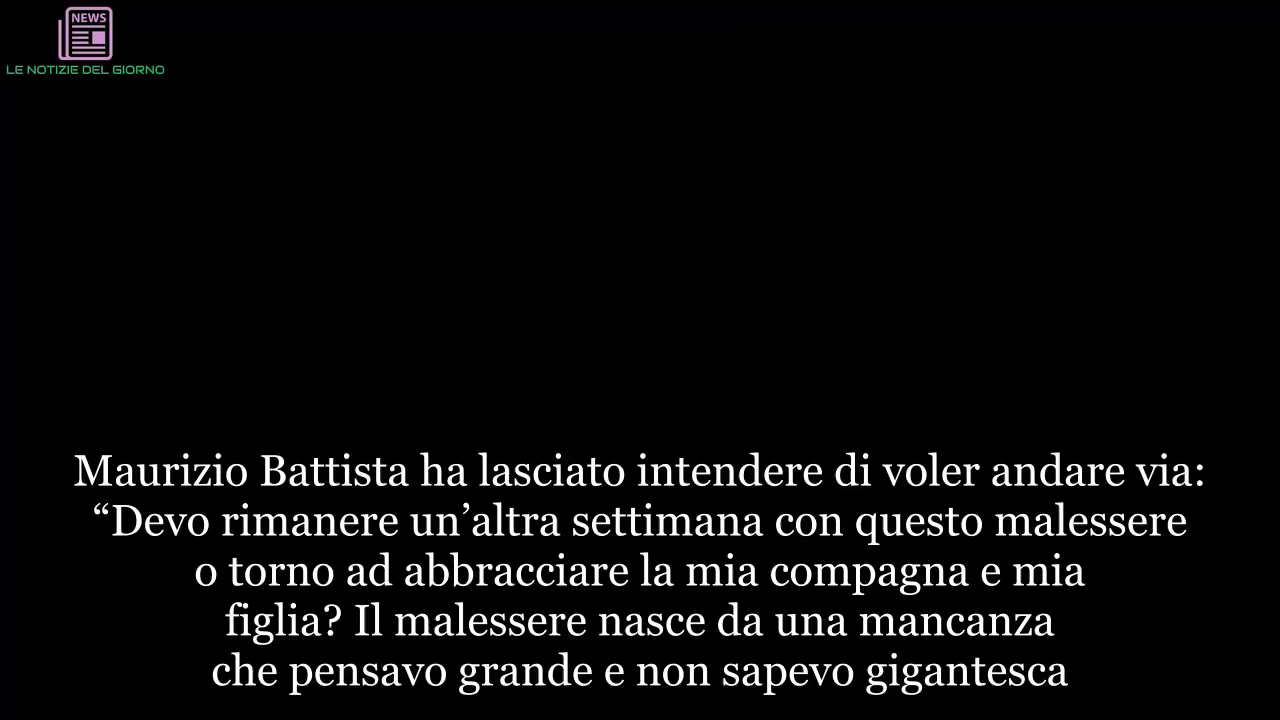 NEWS
LE NOTIZIE DEL GIORNO
Maurizio Battista ha lasciato intendere di voler andare via:
“Devo rimanere un’altra settimana con questo malessere
o torno ad abbracciare la mia compagna e mia
figlia? Il malessere nasce da una mancanza
che pensavo grande e non sapevo gigantesca